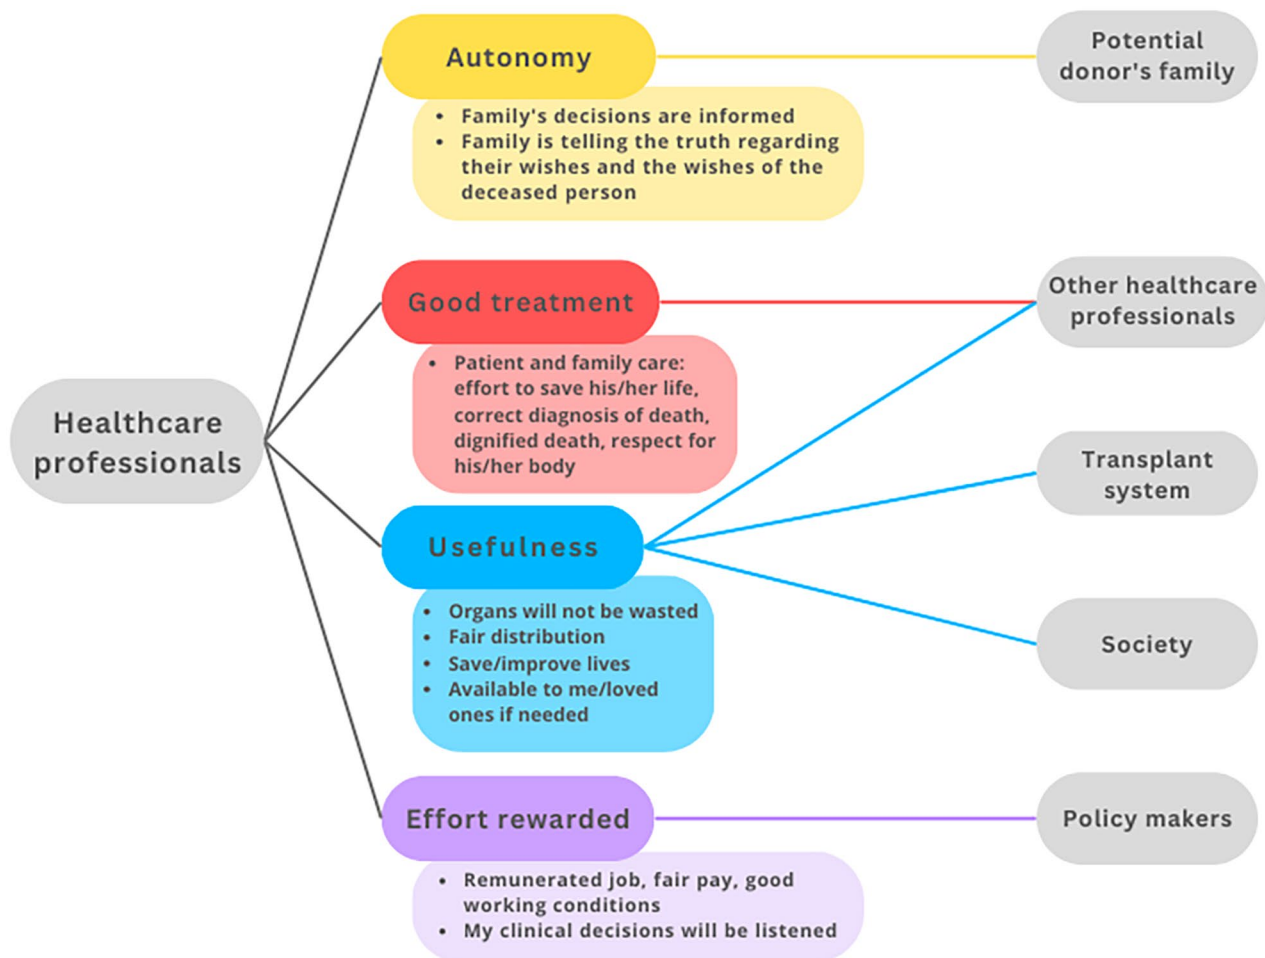 Healthcare
professionals
Autonomy
• Family's decisions are informed
• Family is telling the truth regarding
their wishes and the wishes of the
deceased person
Good treatment
• Patient and family care:
effort to save his/her life,
correct diagnosis of death,
dignified death, respect for
his/her body
Usefulness
• Organs will not be wasted
• Fair distribution
• Save/improve lives
• Available to me/loved
ones if needed
Effort rewarded
• Remunerated job, fair pay, good
working conditions
• My clinical decisions will be listened
Potential
donor's family
Other healthcare
professionals
Transplant
system
Society
Policy makers